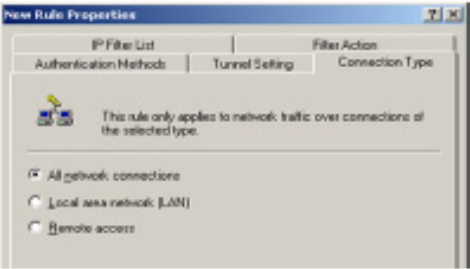 New Rule Properties
IP Filter List
Filter Action
Authentication Methods
Tunnel Setting
Connection Type
This rule only applies to network traffic over connections of
the selected type.
All network connections
Local area network (LAN)
Remote access